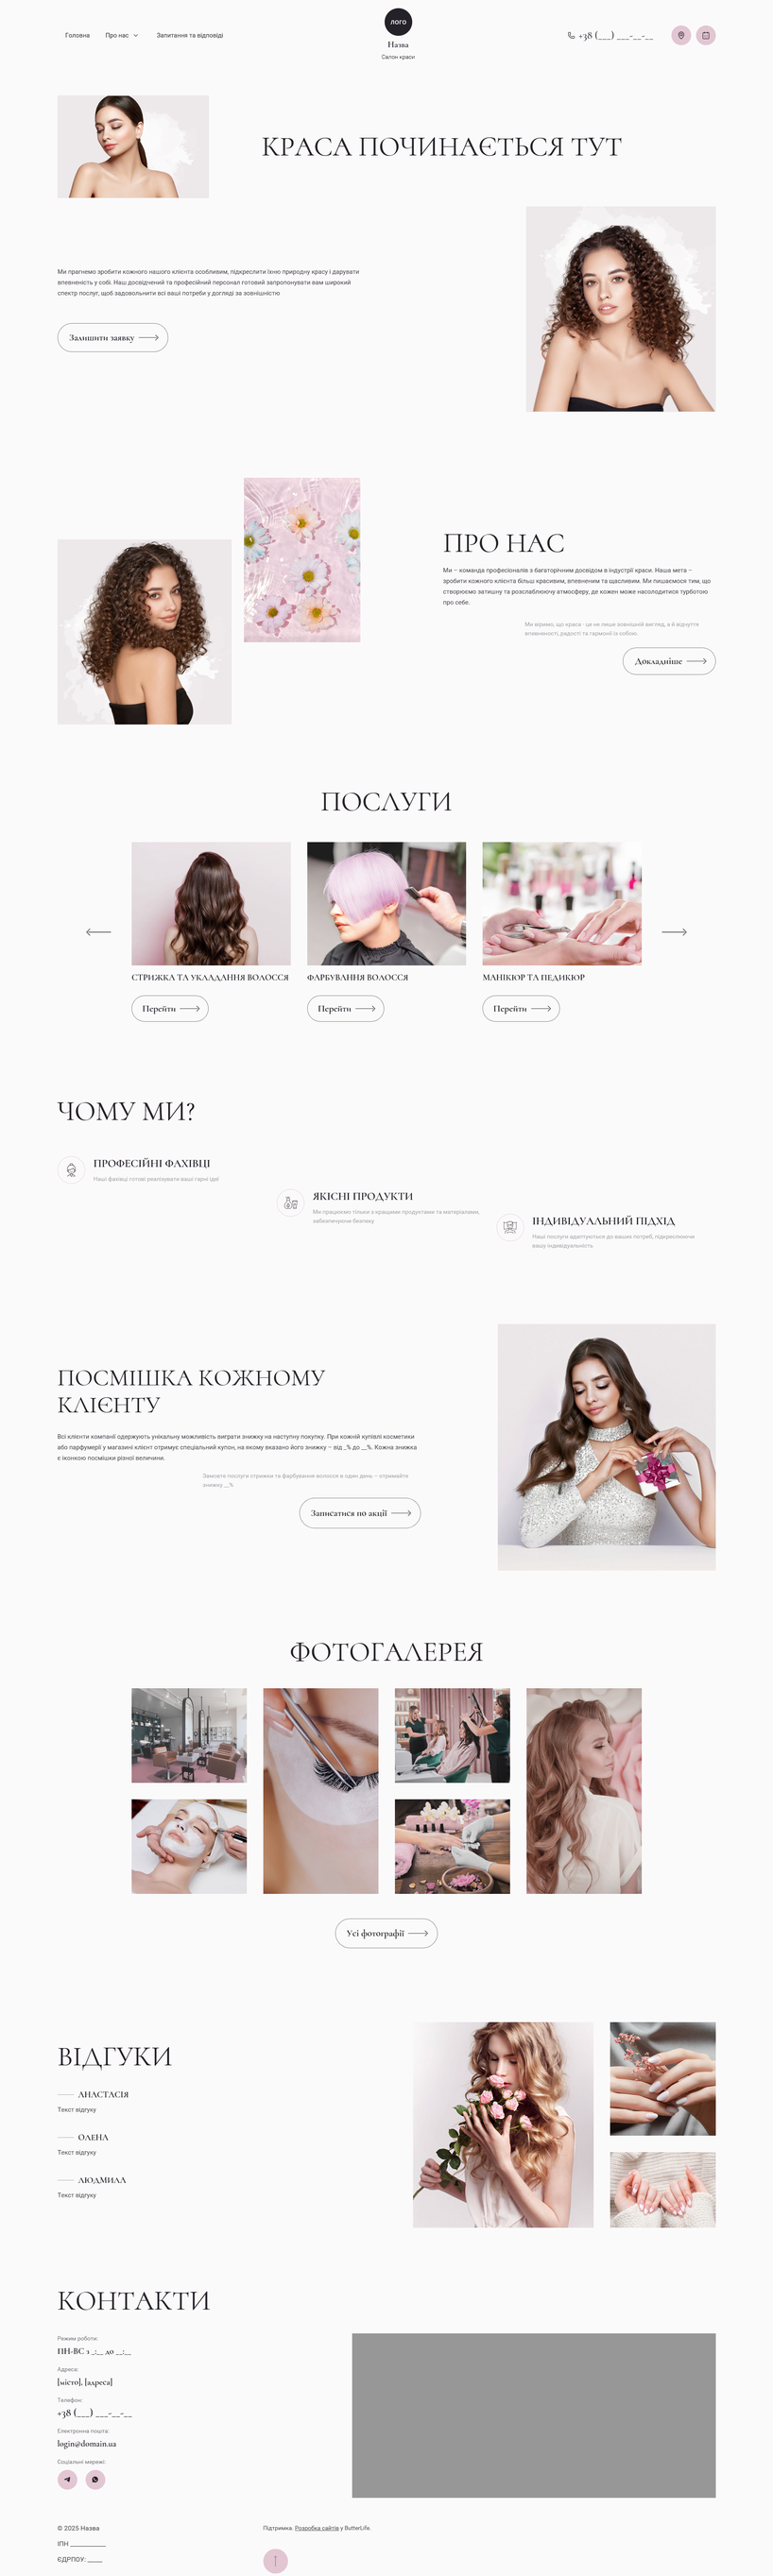 Головна
Про нас
Запитання та відповіді
ЛОГО
Назва
Салон краси
+38 (___) ___-__-__
КРАСА ПОЧИНАЄТЬСЯ ТУТ
Ми прагнемо зробити кожного нашого клієнта особливим, підкреслити їхню природну красу і дарувати
впевненість у собі. Наш досвідчений та професійний персонал готовий запропонувати вам широкий
спектр послуг, щоб задовольнити всі ваші потреби у догляді за зовнішністю
Залишити заявку
ПРО НАС
Ми – команда професіоналів з багаторічним досвідом в індустрії краси. Наша мета –
зробити кожного клієнта більш красивим, впевненим та щасливим. Ми пишаємося тим, що
створюємо затишну та розслаблюючу атмосферу, де кожен може насолодитися турботою
про себе.
Ми віримо, що краса - це не лише зовнішній вигляд, а й відчуття
впевненості, радості та гармонії із собою.
Докладніше
ПОСЛУГИ
СТРИЖКА ТА УКЛАДАННЯ ВОЛОССЯ
ФАРБУВАННЯ ВОЛОССЯ
МАНІКЮР ТА ПЕДИКЮР
Перейти
Перейти
Перейти
ЧОМУ МИ?
ПРОФЕСІЙНІ ФАХІВЦІ
Наші фахівці готові реалізувати ваші гарні ідеї
ЯКІСНІ ПРОДУКТИ
Ми працюємо тільки з кращими продуктами та матеріалами,
забезпечуючи безпеку
ІНДИВІДУАЛЬНИЙ ПІДХІД
Наші послуги адаптуються до ваших потреб, підкреслюючи
вашу індивідуальність
ПОСМІШКА КОЖНОМУ
КЛІЄНТУ
Всі клієнти компанії одержують унікальну можливість виграти знижку на наступну покупку. При кожній купівлі косметики
або парфумерії у магазині клієнт отримує спеціальний купон, на якому вказано його знижку – від _% до __%. Кожна знижка
є іконкою посмішки різної величини.
Замовте послуги стрижки та фарбування волосся в один день – отримайте
знижку __%
Записатися по акції
ФОТОГАЛЕРЕЯ
Усі фотографії
ВІДГУКИ
АНАСТАСІЯ
Текст відгуку
ОЛЕНА
Текст відгуку
ЛЮДМИЛА
Текст відгуку
КОНТАКТИ
Режим роботи:
ПН-ВС з _:__ до __:__
Адреса:
[місто], [адреса]
Телефон:
+38 (___) ___-__-__
Електронна пошта:
login@domain.ua
Соціальні мережі:
© 2025 Назва
Підтримка. Розробка сайтів у ButterLife.
ІПН ___________
ЄДРПОУ: ____